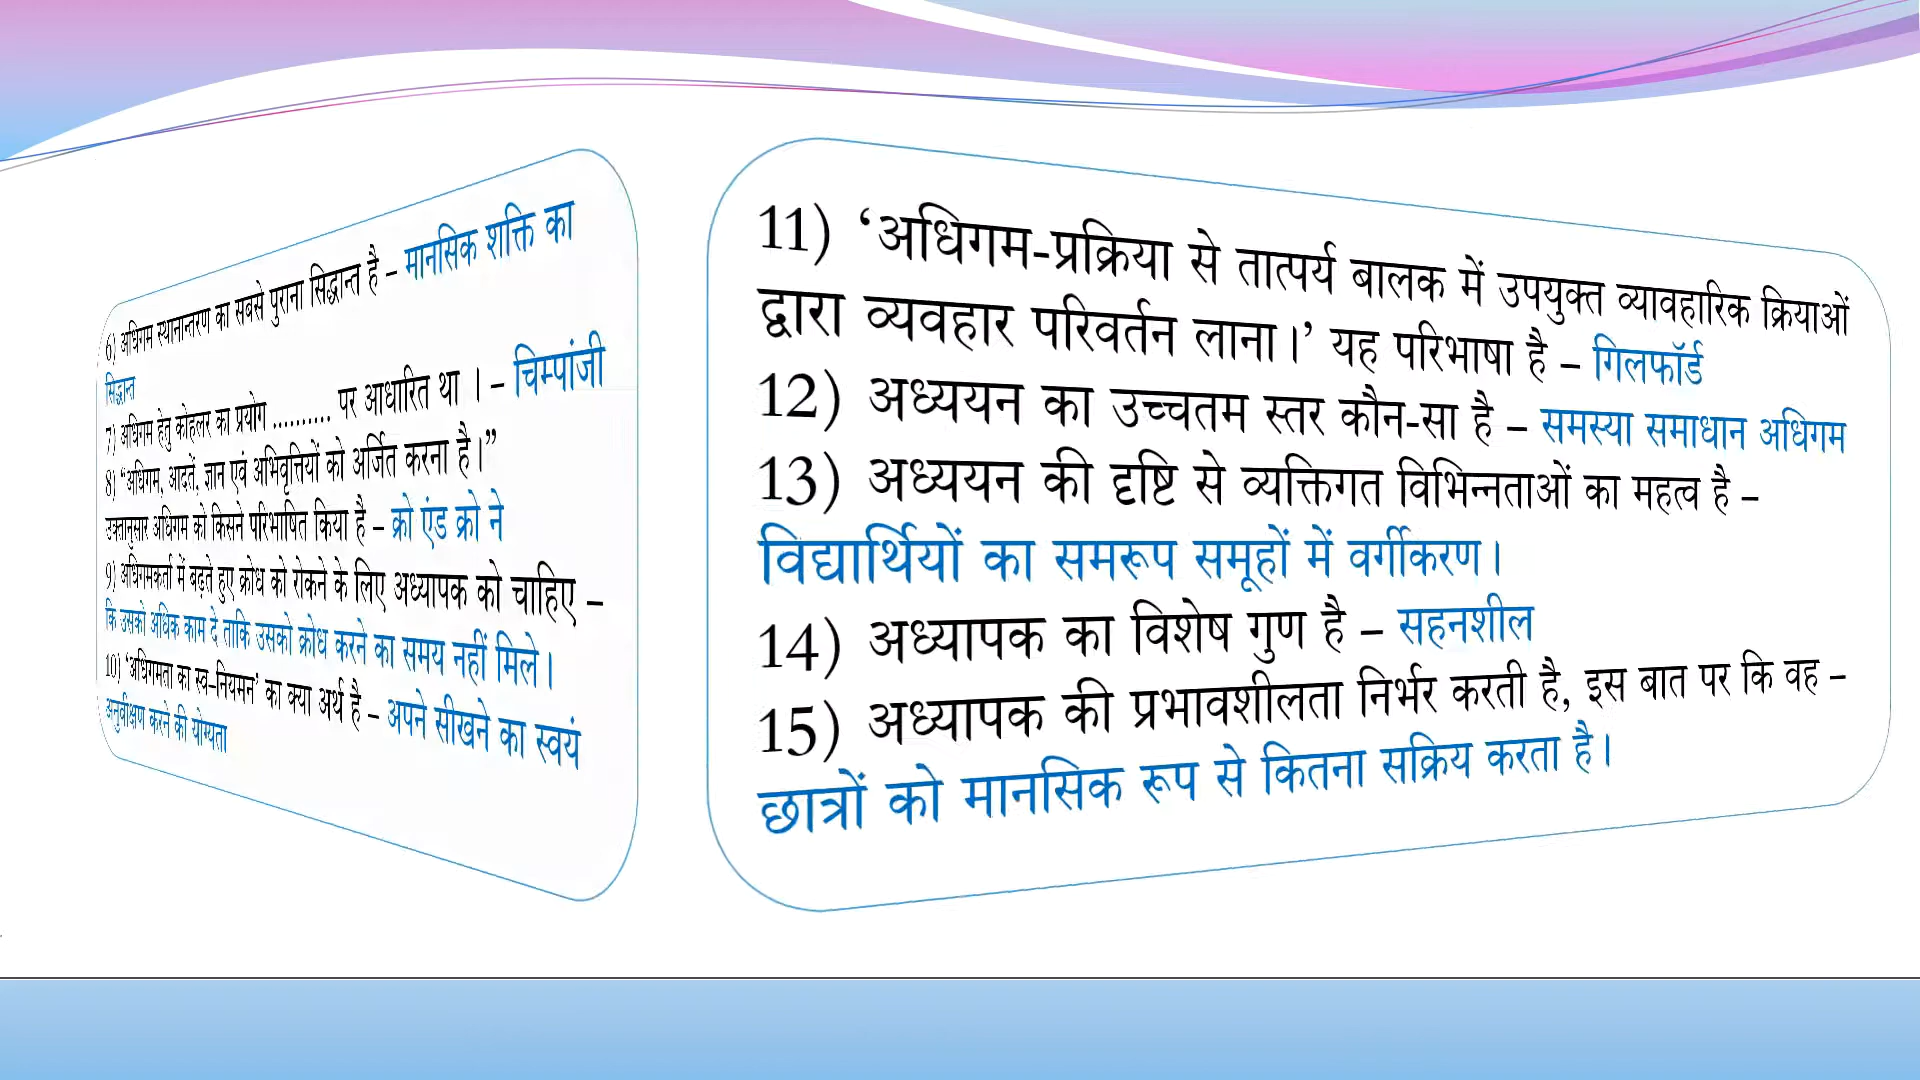 6) अधिगम स्थानान्तरण का सबसे पुराना सिद्धान्त है – मानसिक शक्ति का
सिद्धान्त
7) अधिगम हेतु कोहलर का प्रयोग .......... पर आधारित था । – चिम्पांजी
8) “अधिगम, आदतें, ज्ञान एवं अभिवृत्तियों को अर्जित करना है।”
उक्तानुसार अधिगम को किसने परिभाषित किया है – क्रो एंड क्रो ने
9) अधिगमकर्ता में बढ़ते हुए क्रोध को रोकने के लिए अध्यापक को चाहिए –
कि उसको अधिक काम दे ताकि उसको क्रोध करने का समय नहीं मिले।
10) ‘अधिगमता का स्व–नियमन’ का क्या अर्थ है – अपने सीखने का स्वयं
अनुवीक्षण करने की योग्यता
11) ‘अधिगम-प्रक्रिया से तात्पर्य बालक में उपयुक्त व्यावहारिक क्रियाओं
द्वारा व्यवहार परिवर्तन लाना।’ यह परिभाषा है – गिलफॉर्ड
12) अध्ययन का उच्चतम स्तर कौन-सा है – समस्या समाधान अधिगम
13) अध्ययन की दृष्टि से व्यक्तिगत विभिन्नताओं का महत्व है –
विद्यार्थियों का समरूप समूहों में वर्गीकरण।
14) अध्यापक का विशेष गुण है – सहनशील
15) अध्यापक की प्रभावशीलता निर्भर करती है, इस बात पर कि वह –
छात्रों को मानसिक रूप से कितना सक्रिय करता है।